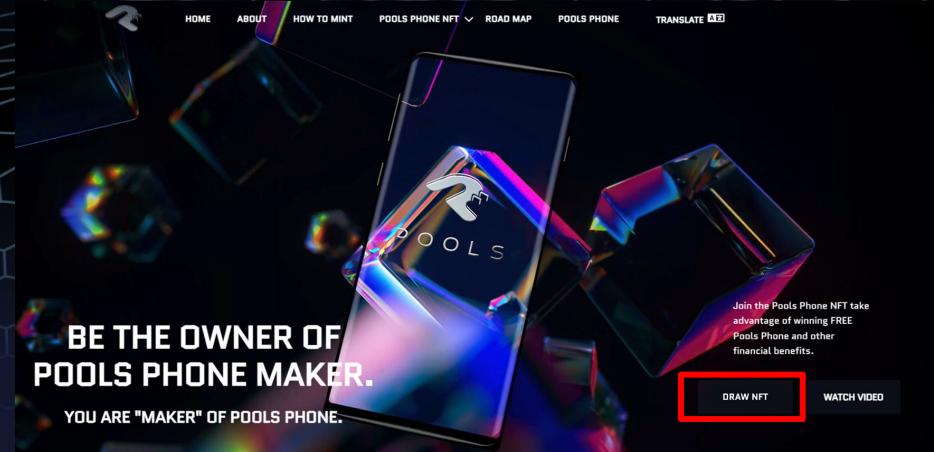 HOME
ABOUT
HOW TO MINT
POOLS PHONE NFT
ROAD MAP
POOLS PHONE
TRANSLATE
POOLS
BE THE OWNER OF
POOLS PHONE MAKER.
YOU ARE "MAKER" OF POOLS PHONE.
Join the Pools Phone NFT take
advantage of winning FREE
Pools Phone and other
financial benefits.
DRAW NFT
WATCH VIDEO